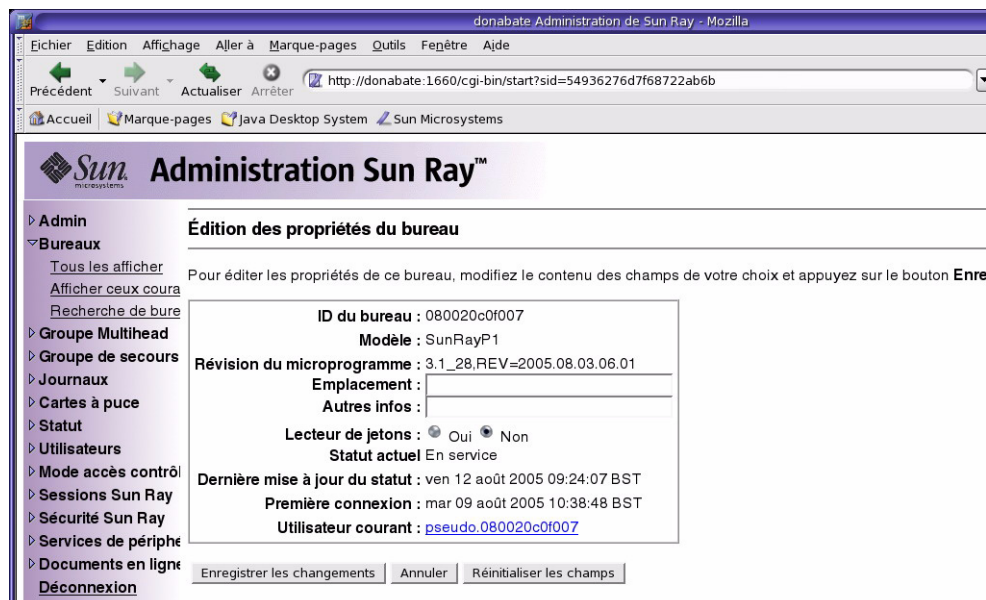 donabate Administration de Sun Ray - Mozilla
Fichier Edition Affichage Aller à Marque-pages Outils Fenêtre Aide
Précédent Suivant Actualiser Arrêter http://donabate:1660/cgi-bin/start?sid=54936276d7f68722ab6b
Accueil Marque-pages Java Desktop System Sun Microsystems
Sun microsystems Administration Sun Ray™
Admin
Bureaux
Tous les afficher
Afficher ceux coura
Recherche de bure
Groupe Multihead
Groupe de secours
Journaux
Cartes à puce
Statut
Utilisateurs
Mode accès contrôl
Sessions Sun Ray
Sécurité Sun Ray
Services de périphé
Documents en ligne
Déconnexion
Édition des propriétés du bureau
Pour éditer les propriétés de ce bureau, modifiez le contenu des champs de votre choix et appuyez sur le bouton Enre
ID du bureau : 080020c0f007
Modèle : SunRayP1
Révision du microprogramme : 3.1_28,REV=2005.08.03.06.01
Emplacement :
Autres infos :
Lecteur de jetons : Oui Non
Statut actuel En service
Dernière mise à jour du statut : ven 12 août 2005 09:24:07 BST
Première connexion : mar 09 août 2005 10:38:48 BST
Utilisateur courant : pseudo.080020c0f007
Enregistrer les changements Annuler Réinitialiser les champs